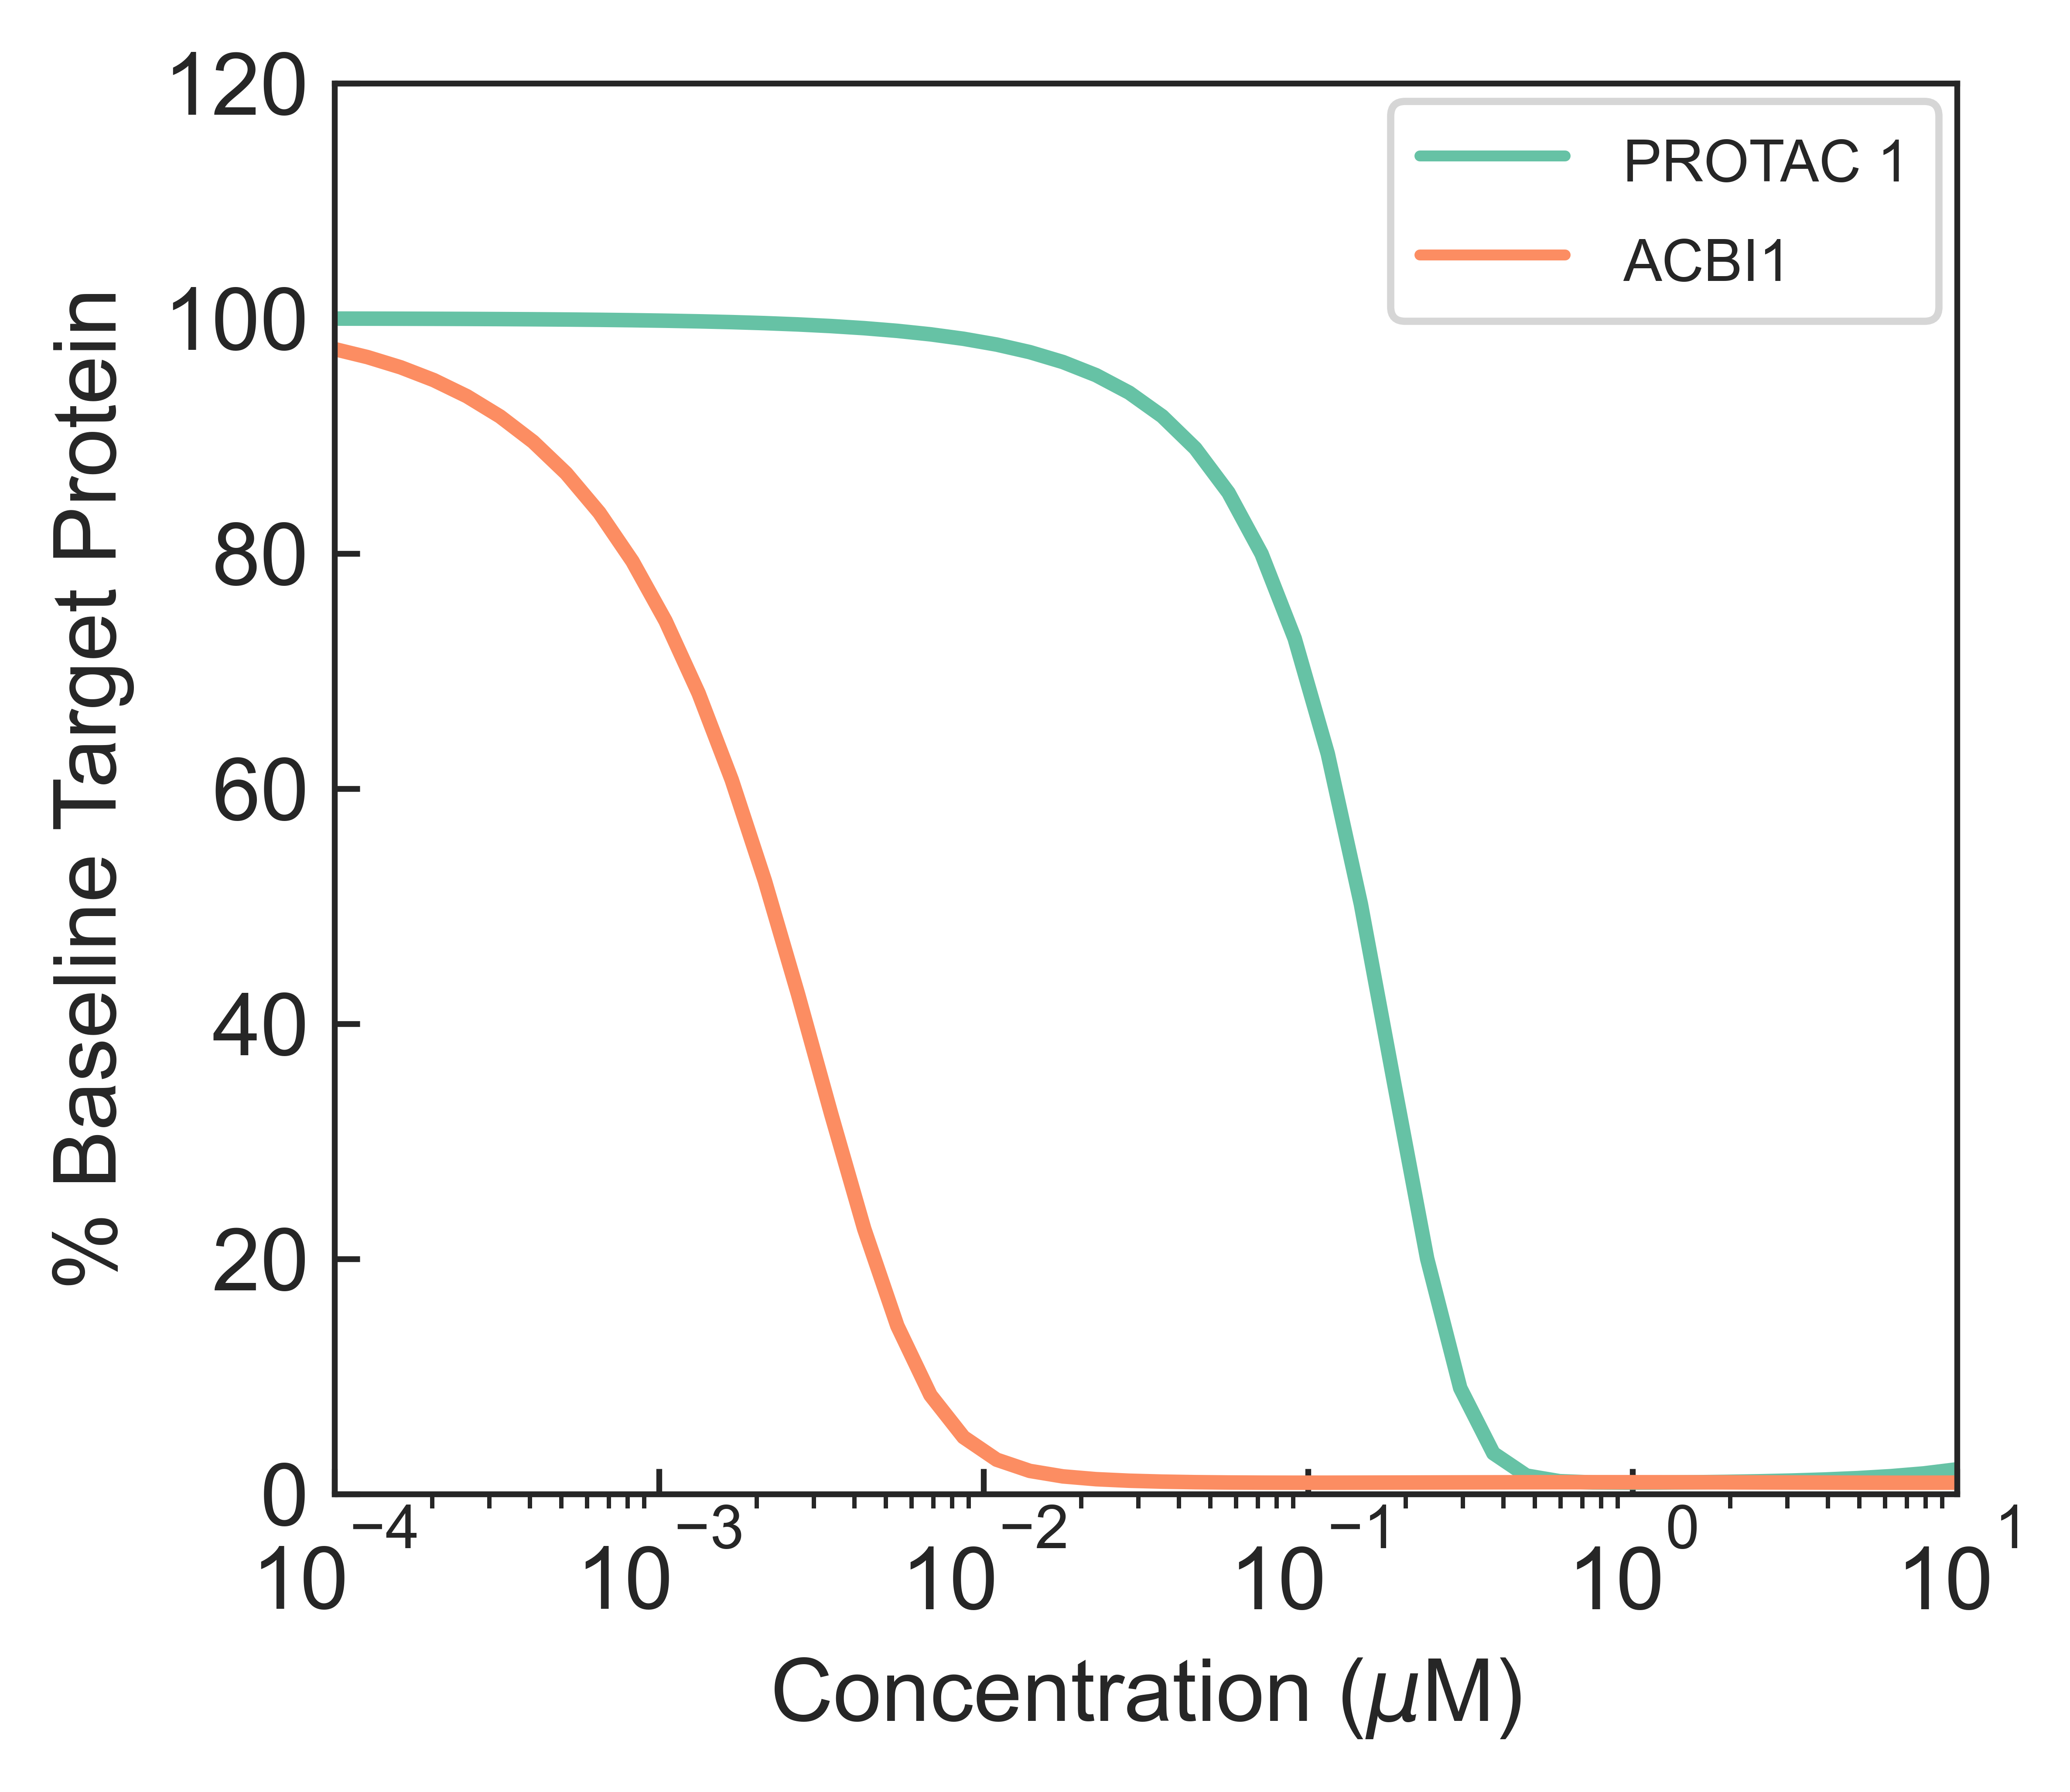 120
100
80
60
40
20
0
% Baseline Target Protein
PROTAC 1
ACBI1
10⁻⁴ 10⁻³ 10⁻² 10⁻¹ 10⁰ 10¹
Concentration (μM)